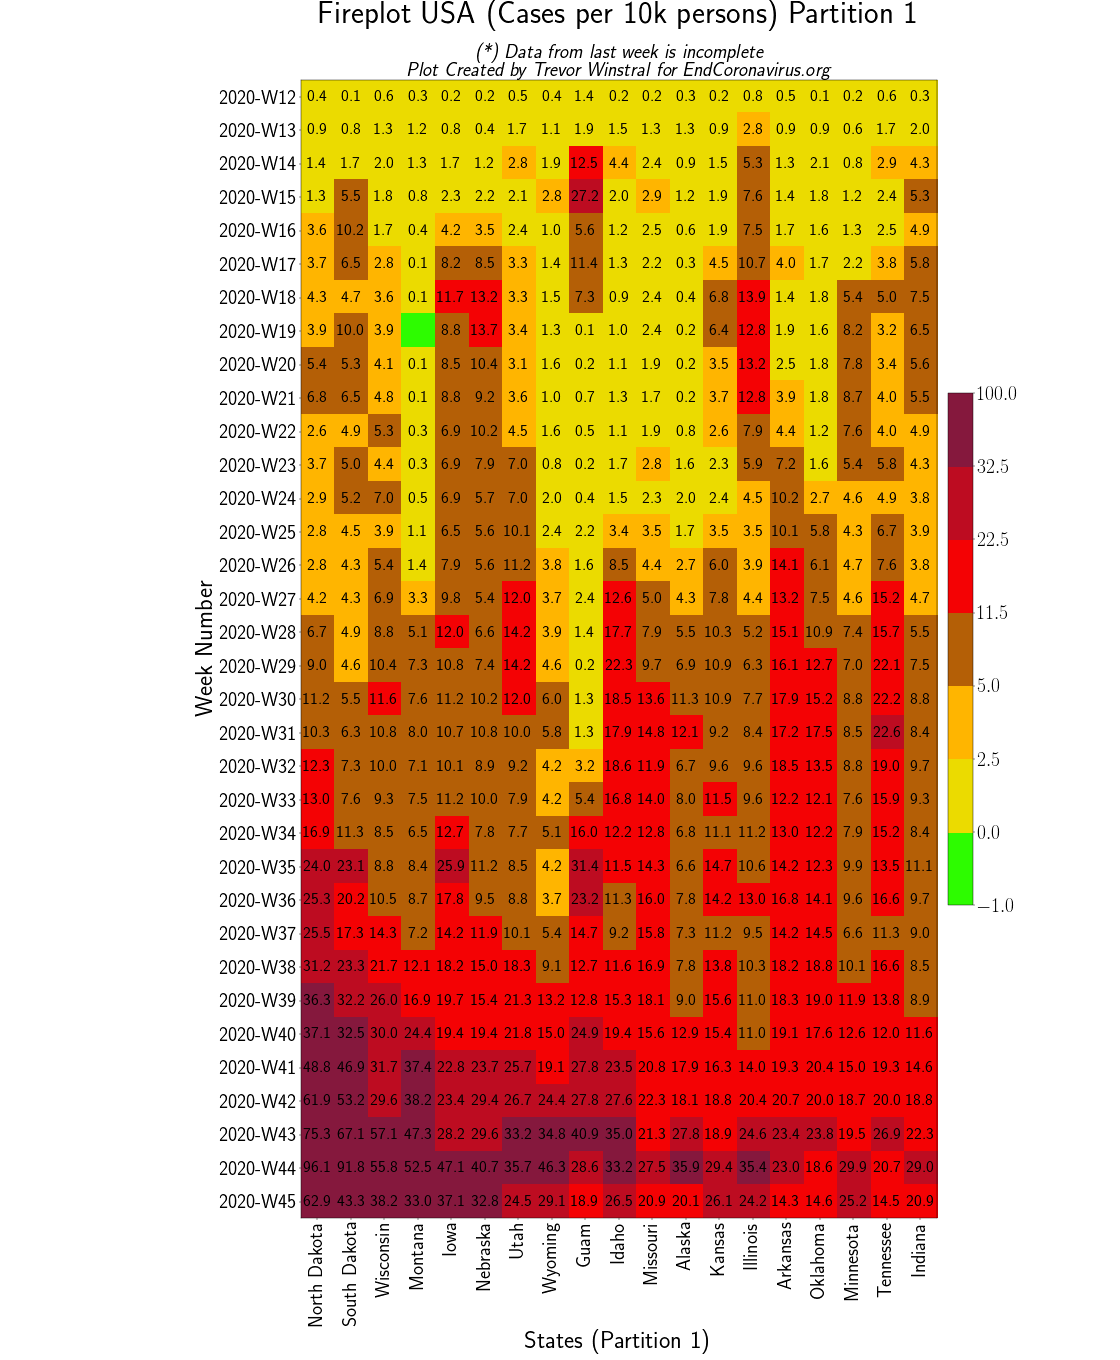 Fireplot USA (Cases per 10k persons) Partition 1
(*) Data from last week is incomplete
Plot Created by Trevor Winstral for EndCoronavirus.org
2020-W12 0.4 0.1 0.6 0.3 0.2 0.2 0.5 0.4 1.4 0.2 0.2 0.3 0.2 0.8 0.5 0.1 0.2 0.6 0.3
2020-W13 0.9 0.8 1.3 1.2 0.8 0.4 1.7 1.1 1.9 1.5 1.3 1.3 0.9 2.8 0.9 0.9 0.6 1.7 2.0
2020-W14 1.4 1.7 2.0 1.3 1.7 1.2 2.8 1.9 12.5 4.4 2.4 0.9 1.5 5.3 1.3 2.1 0.8 2.9 4.3
2020-W15 1.3 5.5 1.8 0.8 2.3 2.2 2.1 2.8 27.2 2.0 2.9 1.2 1.9 7.6 1.4 1.8 1.2 2.4 5.3
2020-W16 3.6 10.2 1.7 0.4 4.2 3.5 2.4 1.0 5.6 1.2 2.5 0.6 1.9 7.5 1.7 1.6 1.3 2.5 4.9
2020-W17 3.7 6.5 2.8 0.1 8.2 8.5 3.3 1.4 11.4 1.3 2.2 0.3 4.5 10.7 4.0 1.7 2.2 3.8 5.8
2020-W18 4.3 4.7 3.6 0.1 11.7 13.2 3.3 1.5 7.3 0.9 2.4 0.4 6.8 13.9 1.4 1.8 5.4 5.0 7.5
2020-W19 3.9 10.0 3.9 8.8 13.7 3.4 1.3 0.1 1.0 2.4 0.2 6.4 12.8 1.9 1.6 8.2 3.2 6.5
2020-W20 5.4 5.3 4.1 0.1 8.5 10.4 3.1 1.6 0.2 1.1 1.9 0.2 3.5 13.2 2.5 1.8 7.8 3.4 5.6
2020-W21 6.8 6.5 4.8 0.1 8.8 9.2 3.6 1.0 0.7 1.3 1.7 0.2 3.7 12.8 3.9 1.8 8.7 4.0 5.5
2020-W22 2.6 4.9 5.3 0.3 6.9 10.2 4.5 1.6 0.5 1.1 1.9 0.8 2.6 7.9 4.4 1.2 7.6 4.0 4.9
2020-W23 3.7 5.0 4.4 0.3 6.9 7.9 7.0 0.8 0.2 1.7 2.8 1.6 2.3 5.9 7.2 1.6 5.4 5.8 4.3
2020-W24 2.9 5.2 7.0 0.5 6.9 5.7 7.0 2.0 0.4 1.5 2.3 2.0 2.4 4.5 10.2 2.7 4.6 4.9 3.8
2020-W25 2.8 4.5 3.9 1.1 6.5 5.6 10.1 2.4 2.2 3.4 3.5 1.7 3.5 3.5 10.1 5.8 4.3 6.7 3.9
2020-W26 2.8 4.3 5.4 1.4 7.9 5.6 11.2 3.8 1.6 8.5 4.4 2.7 6.0 3.9 14.1 6.1 4.7 7.6 3.8
2020-W27 4.2 4.3 6.9 3.3 9.8 5.4 12.0 3.7 2.4 12.6 5.0 4.3 7.8 4.4 13.2 7.5 4.6 15.2 4.7
2020-W28 6.7 4.9 8.8 5.1 12.0 6.6 14.2 3.9 1.4 17.7 7.9 5.5 10.3 5.2 15.1 10.9 7.4 15.7 5.5
2020-W29 9.0 4.6 10.4 7.3 10.8 7.4 14.2 4.6 0.2 22.3 9.7 6.9 10.9 6.3 16.1 12.7 7.0 22.1 7.5
2020-W30 11.2 5.5 11.6 7.6 11.2 10.2 12.0 6.0 1.3 18.5 13.6 11.3 10.9 7.7 17.9 15.2 8.8 22.2 8.8
2020-W31 10.3 6.3 10.8 8.0 10.7 10.8 10.0 5.8 1.3 17.9 14.8 12.1 9.2 8.4 17.2 17.5 8.5 22.6 8.4
2020-W32 12.3 7.3 10.0 7.1 10.1 8.9 9.2 4.2 3.2 18.6 11.9 6.7 9.6 9.6 18.5 13.5 8.8 19.0 9.7
2020-W33 13.0 7.6 9.3 7.5 11.2 10.0 7.9 4.2 5.4 16.8 14.0 8.0 11.5 9.6 12.2 12.1 7.6 15.9 9.3
2020-W34 16.9 11.3 8.5 6.5 12.7 7.8 7.7 5.1 16.0 12.2 12.8 6.8 11.1 11.2 13.0 12.2 7.9 15.2 8.4
2020-W35 24.0 23.1 8.8 8.4 25.9 11.2 8.5 4.2 31.4 11.5 14.3 6.6 14.7 10.6 14.2 12.3 9.9 13.5 11.1
2020-W36 25.3 20.2 10.5 8.7 17.8 9.5 8.8 3.7 23.2 11.3 16.0 7.8 14.2 13.0 16.8 14.1 9.6 16.6 9.7
2020-W37 25.5 17.3 14.3 7.2 14.2 11.9 10.1 5.4 14.7 9.2 15.8 7.3 11.2 9.5 14.2 14.5 6.6 11.3 9.0
2020-W38 31.2 23.3 21.7 12.1 18.2 15.0 18.3 9.1 12.7 11.6 16.9 7.8 13.8 10.3 18.2 18.8 10.1 16.6 8.5
2020-W39 36.3 32.2 26.0 16.9 19.7 15.4 21.3 13.2 12.8 15.3 18.1 9.0 15.6 11.0 18.3 19.0 11.9 13.8 8.9
2020-W40 37.1 32.5 30.0 24.4 19.4 19.4 21.8 15.0 24.9 19.4 15.6 12.9 15.4 11.0 19.1 17.6 12.6 12.0 11.6
2020-W41 48.8 46.9 31.7 37.4 22.8 23.7 25.7 19.1 27.8 23.5 20.8 17.9 16.3 14.0 19.3 20.4 15.0 19.3 14.6
2020-W42 61.9 53.2 29.6 38.2 23.4 29.4 26.7 24.4 27.8 27.6 22.3 18.1 18.8 20.4 20.7 20.0 18.7 20.0 18.8
2020-W43 75.3 67.1 57.1 47.3 28.2 29.6 33.2 34.8 40.9 35.0 21.3 27.8 18.9 24.6 23.4 23.8 19.5 26.9 22.3
2020-W44 96.1 91.8 55.8 52.5 47.1 40.7 35.7 46.3 28.6 33.2 27.5 35.9 29.4 35.4 23.0 18.6 29.9 20.7 29.0
2020-W45 62.9 43.3 38.2 33.0 37.1 32.8 24.5 29.1 18.9 26.5 20.9 20.1 26.1 24.2 14.3 14.6 25.2 14.5 20.9
Week Number
North Dakota
South Dakota
Wisconsin
Montana
Iowa
Nebraska
Utah
Wyoming
Guam
Idaho
Missouri
Alaska
Kansas
Illinois
Arkansas
Oklahoma
Minnesota
Tennessee
Indiana
States (Partition 1)
100.0
32.5
22.5
11.5
5.0
2.5
0.0
−1.0